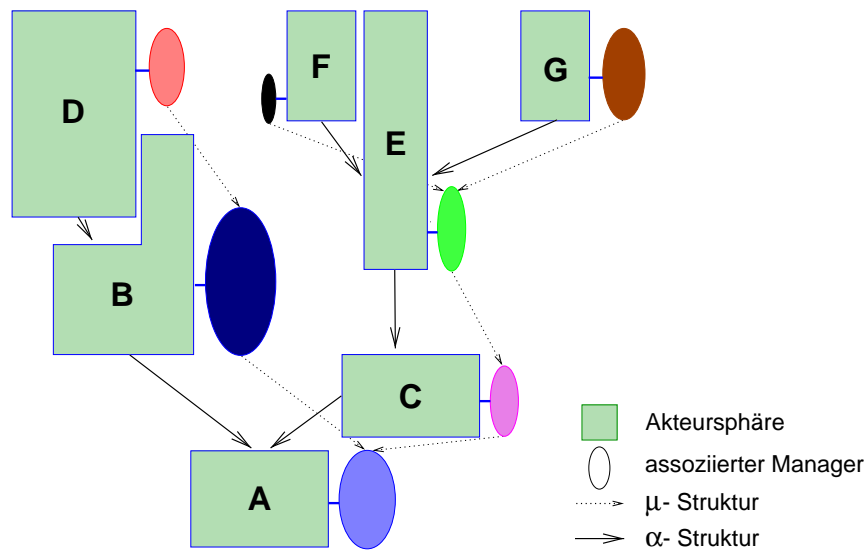 D
F
E
G
B
C
A
Akteursphäre
assoziierter Manager
μ- Struktur
α- Struktur